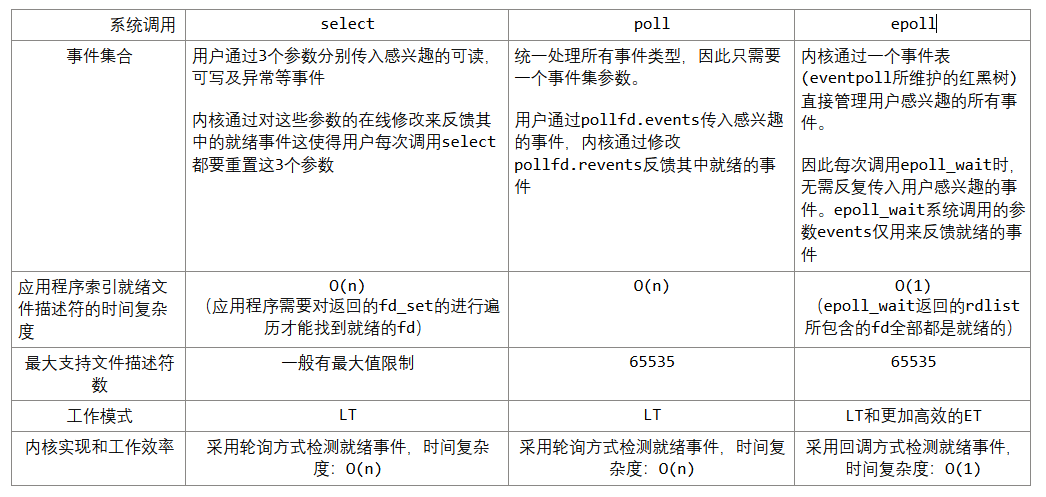 系统调用 select poll epoll
事件集合
用户通过3个参数分别传入感兴趣的可读，
可写及异常等事件
内核通过对这些参数的在线修改来反馈其
中的就绪事件这使得用户每次调用select
都要重置这3个参数
统一处理所有事件类型，因此只需要
一个事件集参数。
用户通过pollfd.events传入感兴趣
的事件，内核通过修改
pollfd.revents反馈其中就绪的事
件
内核通过一个事件表
(eventpoll所维护的红黑树)
直接管理用户感兴趣的所有事
件。
因此每次调用epoll_wait时，
无需反复传入用户感兴趣的事
件。epoll_wait系统调用的参
数events仅用来反馈就绪的事
件
应用程序索引就绪文
件描述符的时间复杂
度
O(n)
（应用程序需要对返回的fd_set的进行遍
历才能找到就绪的fd）
O(n)
O(1)
（epoll_wait返回的rdlist
所包含的fd全部都是就绪的）
最大支持文件描述符
数
一般有最大值限制
65535
65535
工作模式
LT
LT
LT和更加高效的ET
内核实现和工作效率
采用轮询方式检测就绪事件，时间复杂
度：O(n)
采用轮询方式检测就绪事件，时间复
杂度：O(n)
采用回调方式检测就绪事件，
时间复杂度：O(1)